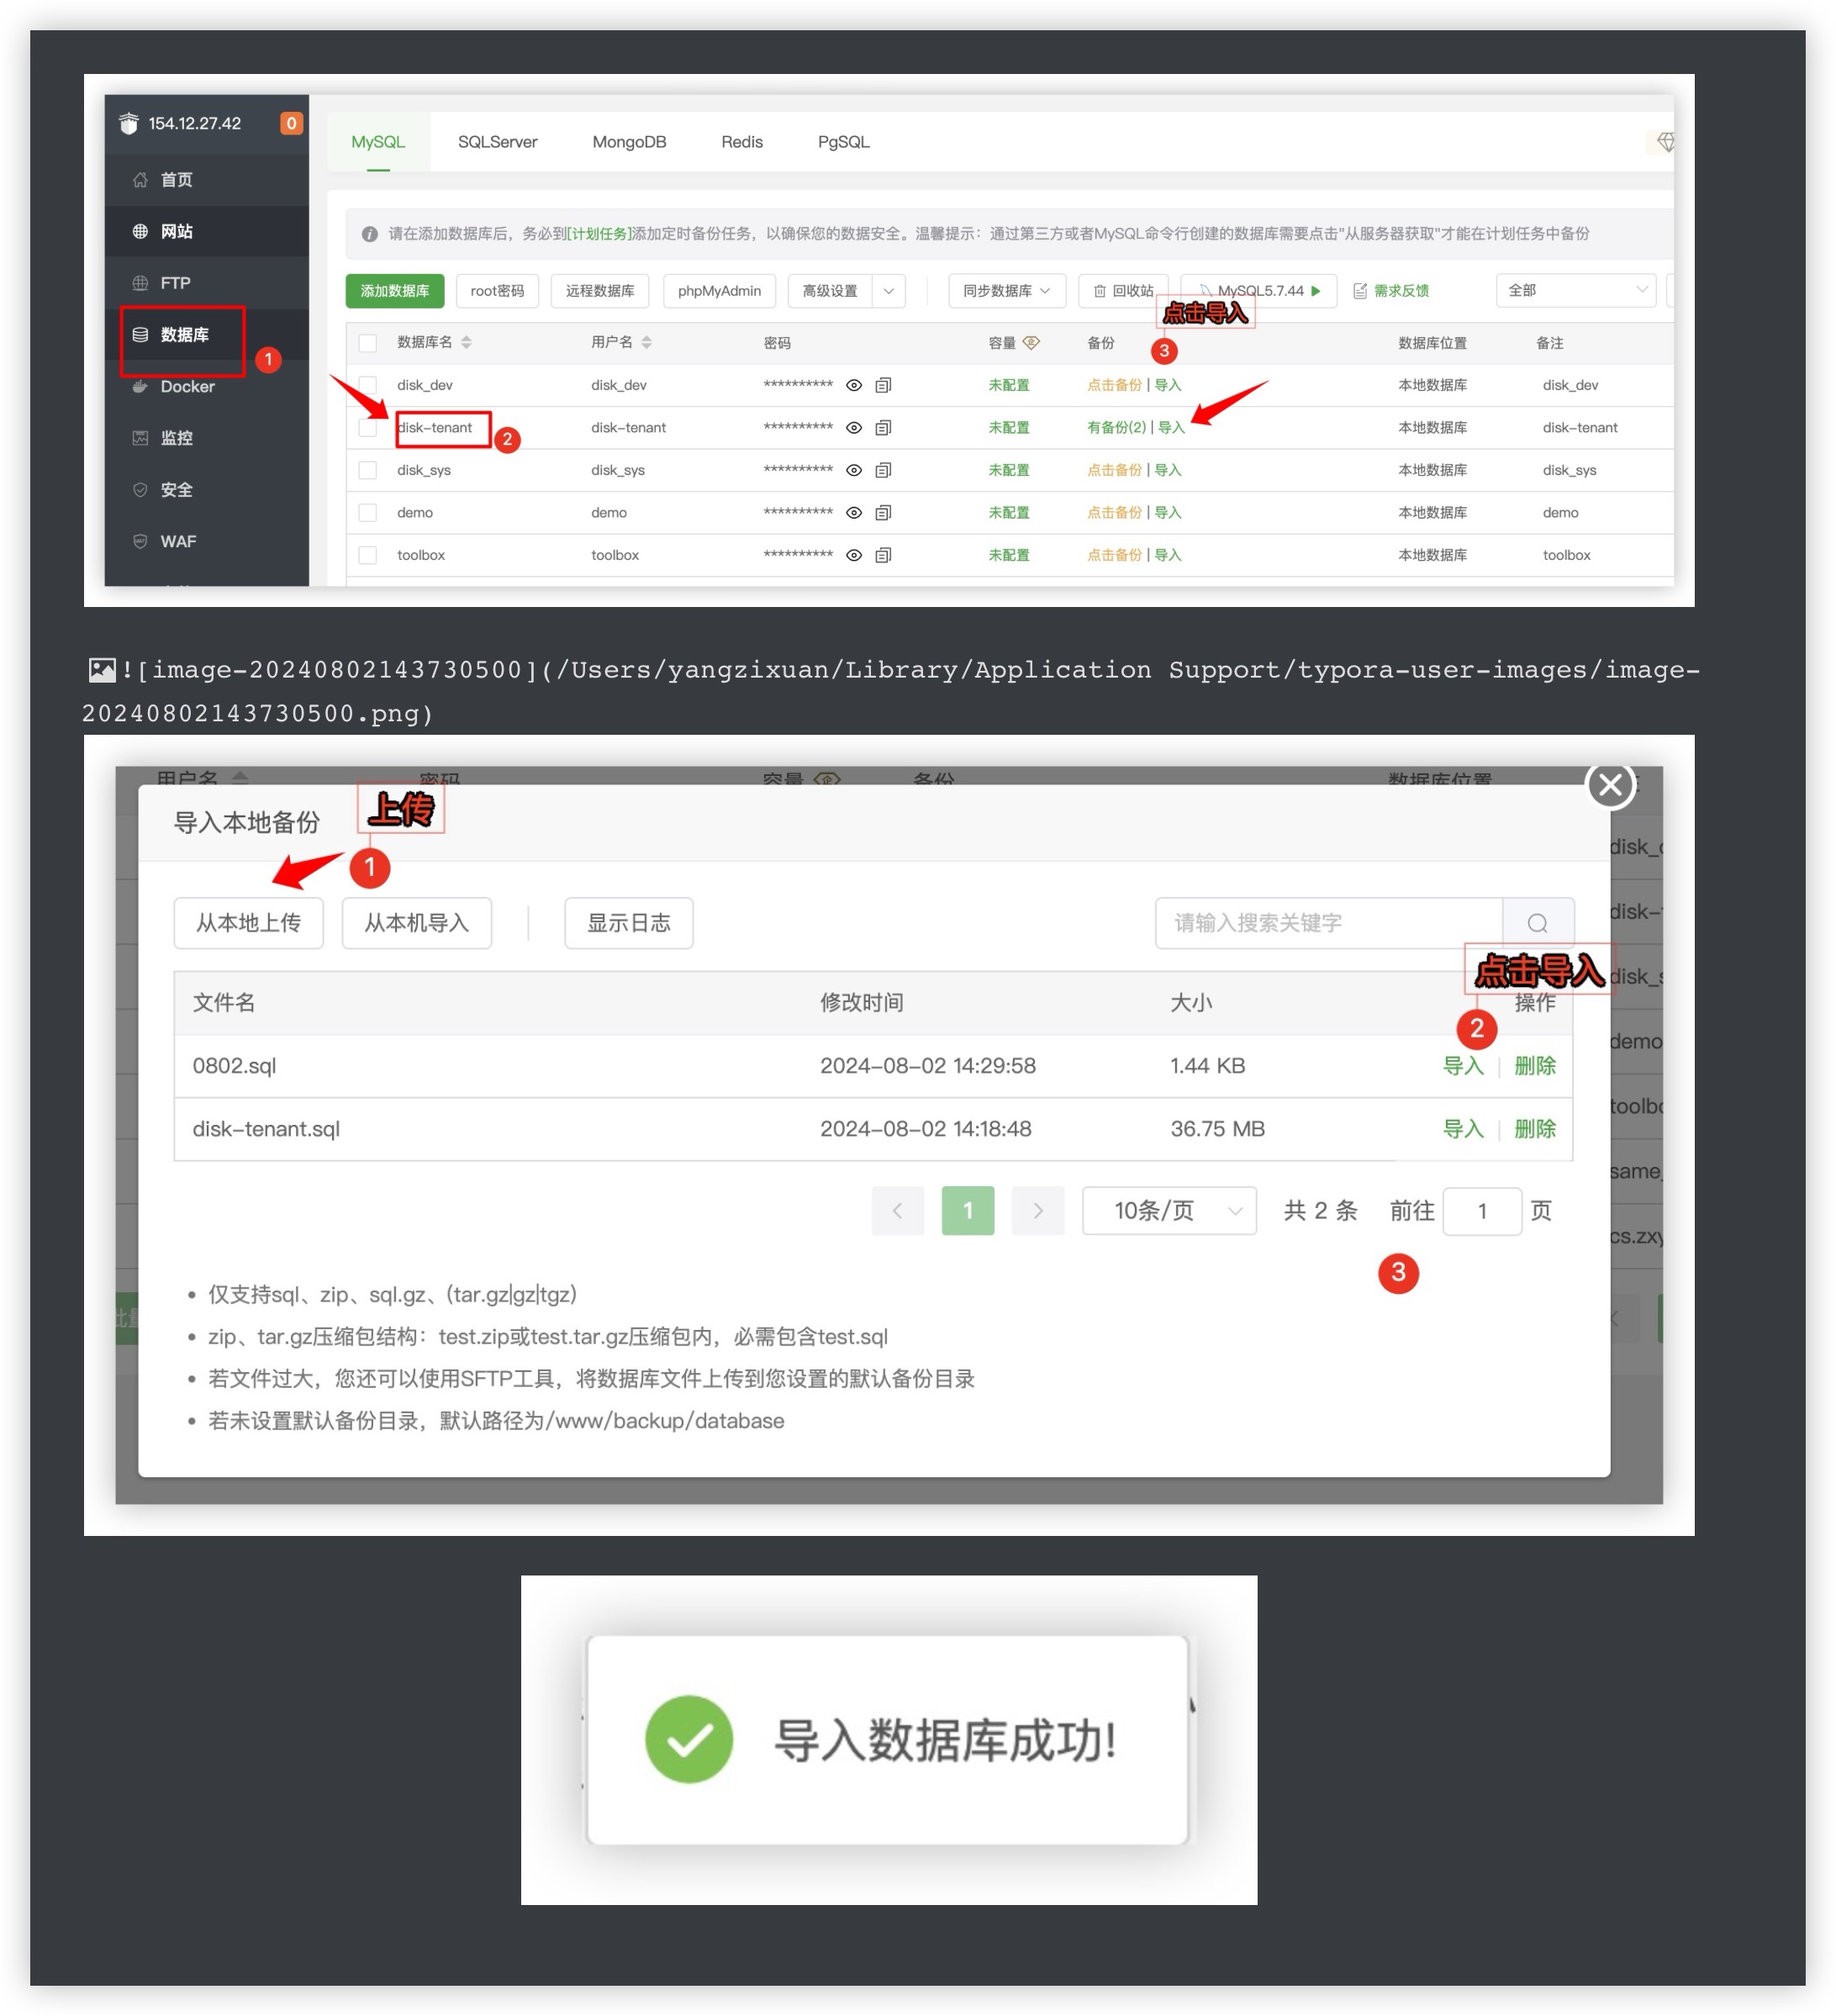 154.12.27.42 0
首页
网站
FTP
数据库
1
Docker
监控
安全
WAF
MySQL SQLServer MongoDB Redis PgSQL
请在添加数据库后，务必到[计划任务]添加定时备份任务，以确保您的数据安全。温馨提示：通过第三方或者MySQL命令行创建的数据库需要点击"从服务器获取"才能在计划任务中备份
添加数据库 root密码 远程数据库 phpMyAdmin 高级设置 同步数据库 回收站 MySQL5.7.44 需求反馈 全部
点击导入
3
数据库名 用户名 密码 容量 备份 数据库位置 备注
disk_dev disk_dev ********** 未配置 点击备份 | 导入 本地数据库 disk_dev
disk-tenant 2 disk-tenant ********** 未配置 有备份(2) | 导入 本地数据库 disk-tenant
disk_sys disk_sys ********** 未配置 点击备份 | 导入 本地数据库 disk_sys
demo demo ********** 未配置 点击备份 | 导入 本地数据库 demo
toolbox toolbox ********** 未配置 点击备份 | 导入 本地数据库 toolbox
![image-20240802143730500](/Users/yangzixuan/Library/Application Support/typora-user-images/image-
20240802143730500.png)
用户名 密码 容量 备份 数据库位置
导入本地备份 上传
1
从本地上传 从本机导入 显示日志 请输入搜索关键字
点击导入
文件名 修改时间 大小 操作
2
0802.sql 2024-08-02 14:29:58 1.44 KB 导入 | 删除
disk-tenant.sql 2024-08-02 14:18:48 36.75 MB 导入 | 删除
1 10条/页 共 2 条 前往 1 页
3
• 仅支持sql、zip、sql.gz、(tar.gz|gz|tgz)
• zip、tar.gz压缩包结构：test.zip或test.tar.gz压缩包内，必需包含test.sql
• 若文件过大，您还可以使用SFTP工具，将数据库文件上传到您设置的默认备份目录
• 若未设置默认备份目录，默认路径为/www/backup/database
disk_
disk-
disk_s
demo
toolb
same_
cs.zxy
导入数据库成功!